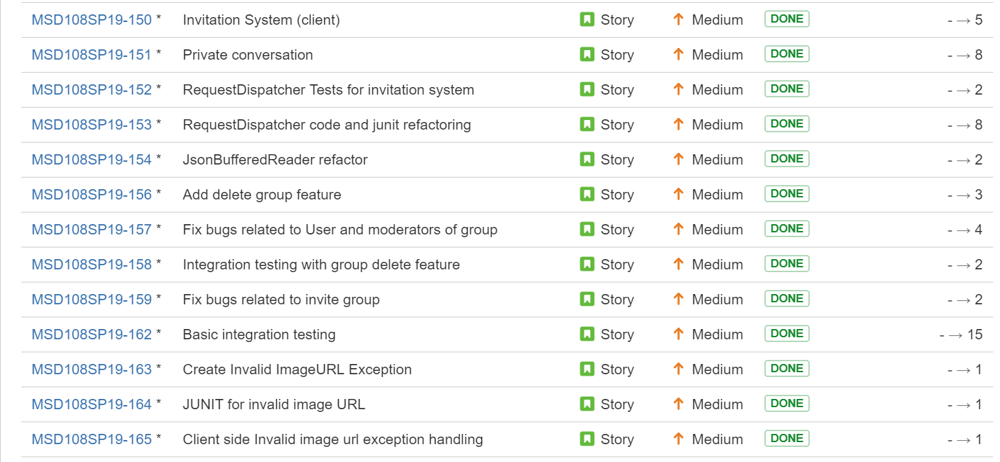 MSD108SP19-150 * Invitation System (client) Story Medium DONE - → 5
MSD108SP19-151 * Private conversation Story Medium DONE - → 8
MSD108SP19-152 * RequestDispatcher Tests for invitation system Story Medium DONE - → 2
MSD108SP19-153 * RequestDispatcher code and junit refactoring Story Medium DONE - → 8
MSD108SP19-154 * JsonBufferedReader refactor Story Medium DONE - → 2
MSD108SP19-156 * Add delete group feature Story Medium DONE - → 3
MSD108SP19-157 * Fix bugs related to User and moderators of group Story Medium DONE - → 4
MSD108SP19-158 * Integration testing with group delete feature Story Medium DONE - → 2
MSD108SP19-159 * Fix bugs related to invite group Story Medium DONE - → 2
MSD108SP19-162 * Basic integration testing Story Medium DONE - → 15
MSD108SP19-163 * Create Invalid ImageURL Exception Story Medium DONE - → 1
MSD108SP19-164 * JUNIT for invalid image URL Story Medium DONE - → 1
MSD108SP19-165 * Client side Invalid image url exception handling Story Medium DONE - → 1